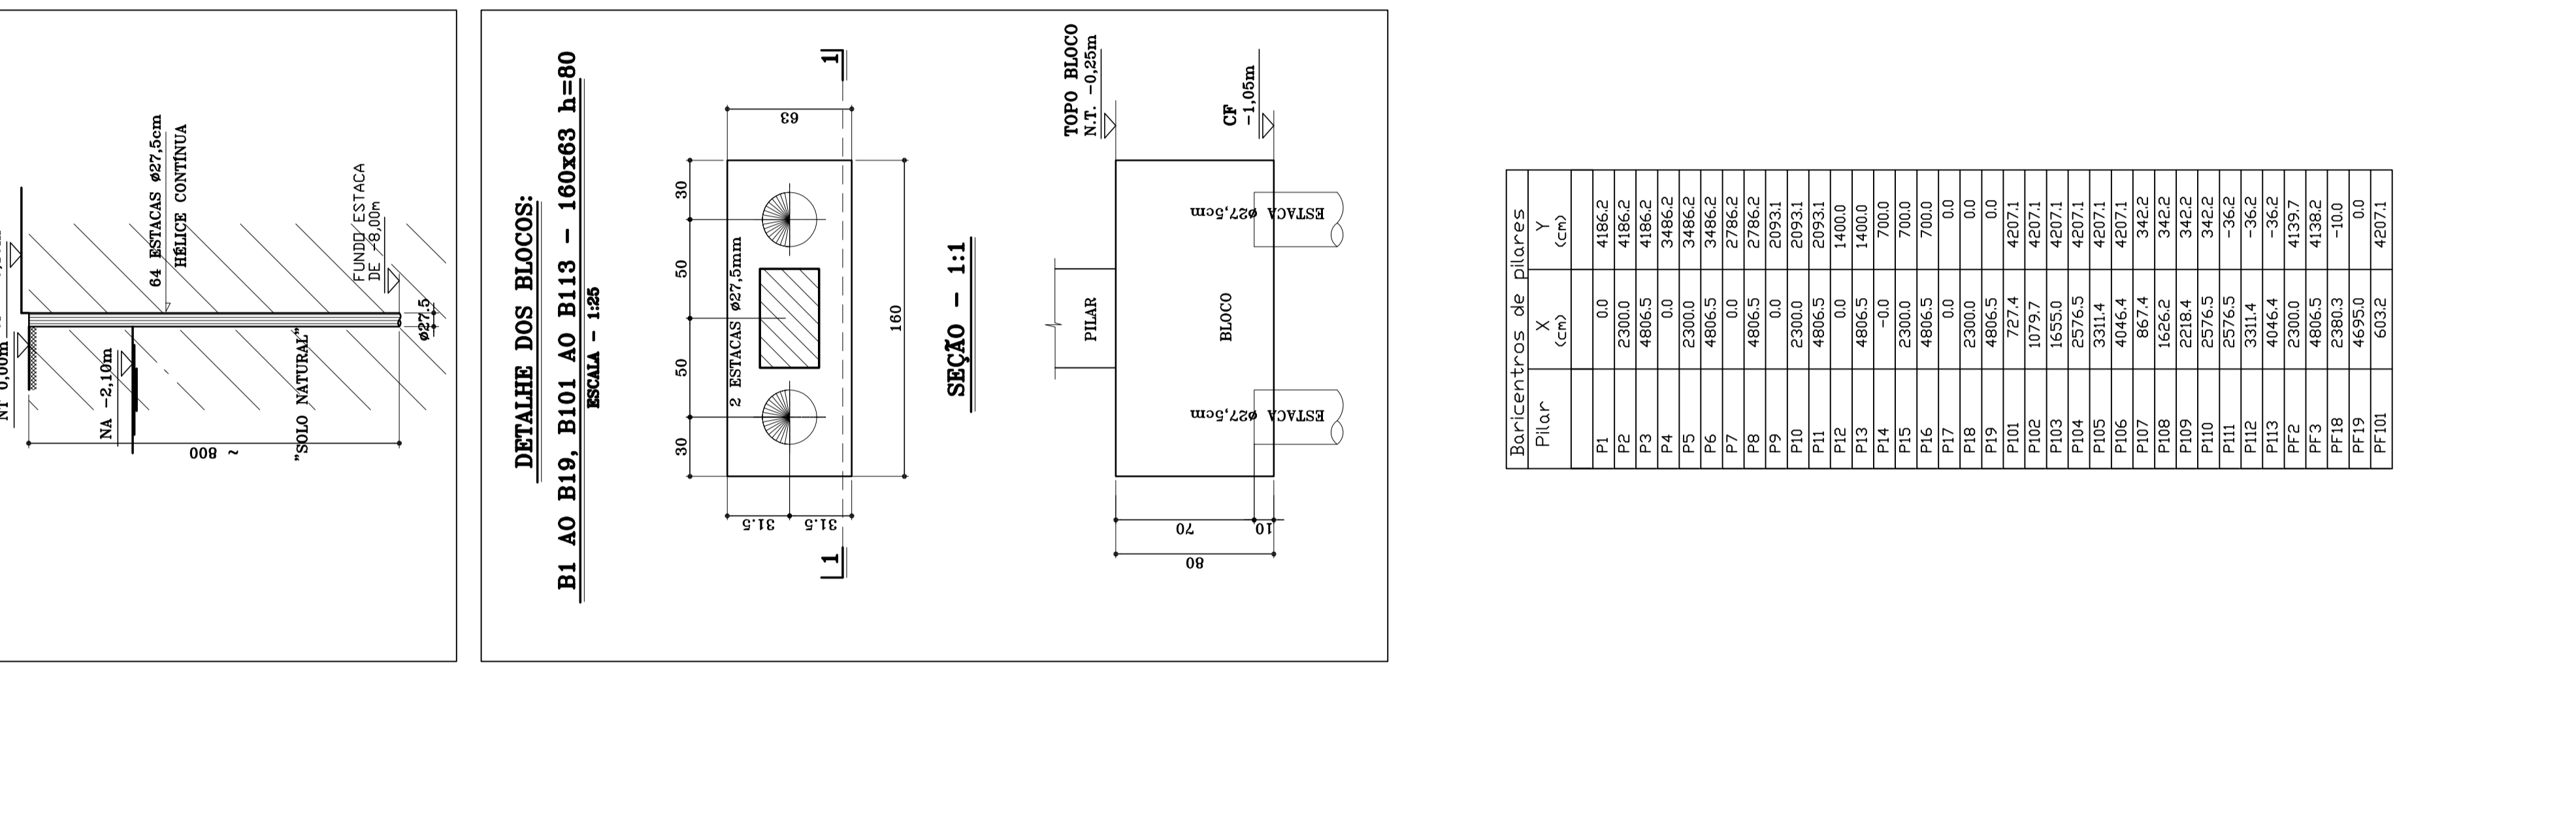 NT 0,00m
NA -2,10m
~ 800
64 ESTACAS ø27,5cm
HÉLICE CONTÍNUA
"SOLO NATURAL"
FUNDO ESTACA
DE -8,00m
ø27.5
DETALHE DOS BLOCOS:
B1 AO B19, B101 AO B113 - 160x63 h=80
ESCALA - 1:25
30
50
50
30
2 ESTACAS ø27,5mm
63
31.5
31.5
160
1
1
SEÇÃO - 1:1
PILAR
TOPO BLOCO
N.T. -0,25m
BLOCO
CF
-1,05m
ESTACA ø27,5cm
ESTACA ø27,5cm
70
10
80
Baricentros de pilares
Pilar X Y
(cm) (cm)
P1 0.0 4186.2
P2 2300.0 4186.2
P3 4806.5 4186.2
P4 0.0 3486.2
P5 2300.0 3486.2
P6 4806.5 3486.2
P7 0.0 2786.2
P8 4806.5 2786.2
P9 0.0 2093.1
P10 2300.0 2093.1
P11 4806.5 2093.1
P12 0.0 1400.0
P13 4806.5 1400.0
P14 -0.0 700.0
P15 2300.0 700.0
P16 4806.5 700.0
P17 0.0 0.0
P18 2300.0 0.0
P19 4806.5 0.0
P101 727.4 4207.1
P102 1079.7 4207.1
P103 1655.0 4207.1
P104 2576.5 4207.1
P105 3311.4 4207.1
P106 4046.4 4207.1
P107 867.4 342.2
P108 1626.2 342.2
P109 2218.4 342.2
P110 2576.5 342.2
P111 2576.5 -36.2
P112 3311.4 -36.2
P113 4046.4 -36.2
PF2 2300.0 4139.7
PF3 4806.5 4138.2
PF18 2380.3 -10.0
PF19 4695.0 0.0
PF101 603.2 4207.1